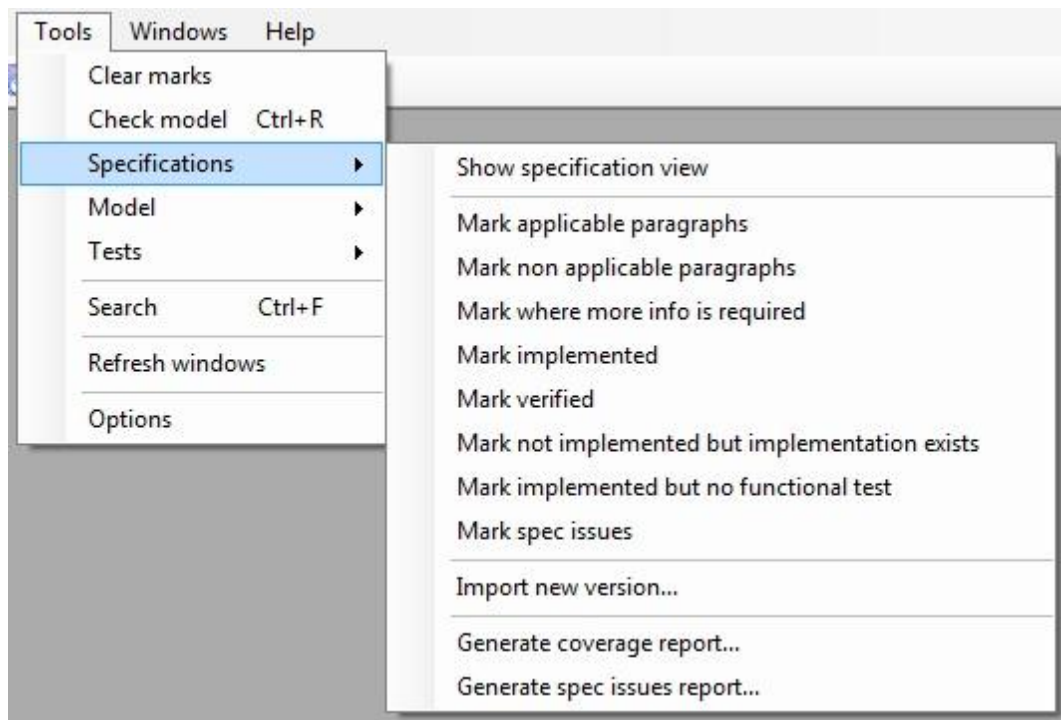 Tools Windows Help
Clear marks
Check model Ctrl+R
Specifications
Model
Tests
Search Ctrl+F
Refresh windows
Options
Show specification view
Mark applicable paragraphs
Mark non applicable paragraphs
Mark where more info is required
Mark implemented
Mark verified
Mark not implemented but implementation exists
Mark implemented but no functional test
Mark spec issues
Import new version...
Generate coverage report...
Generate spec issues report...